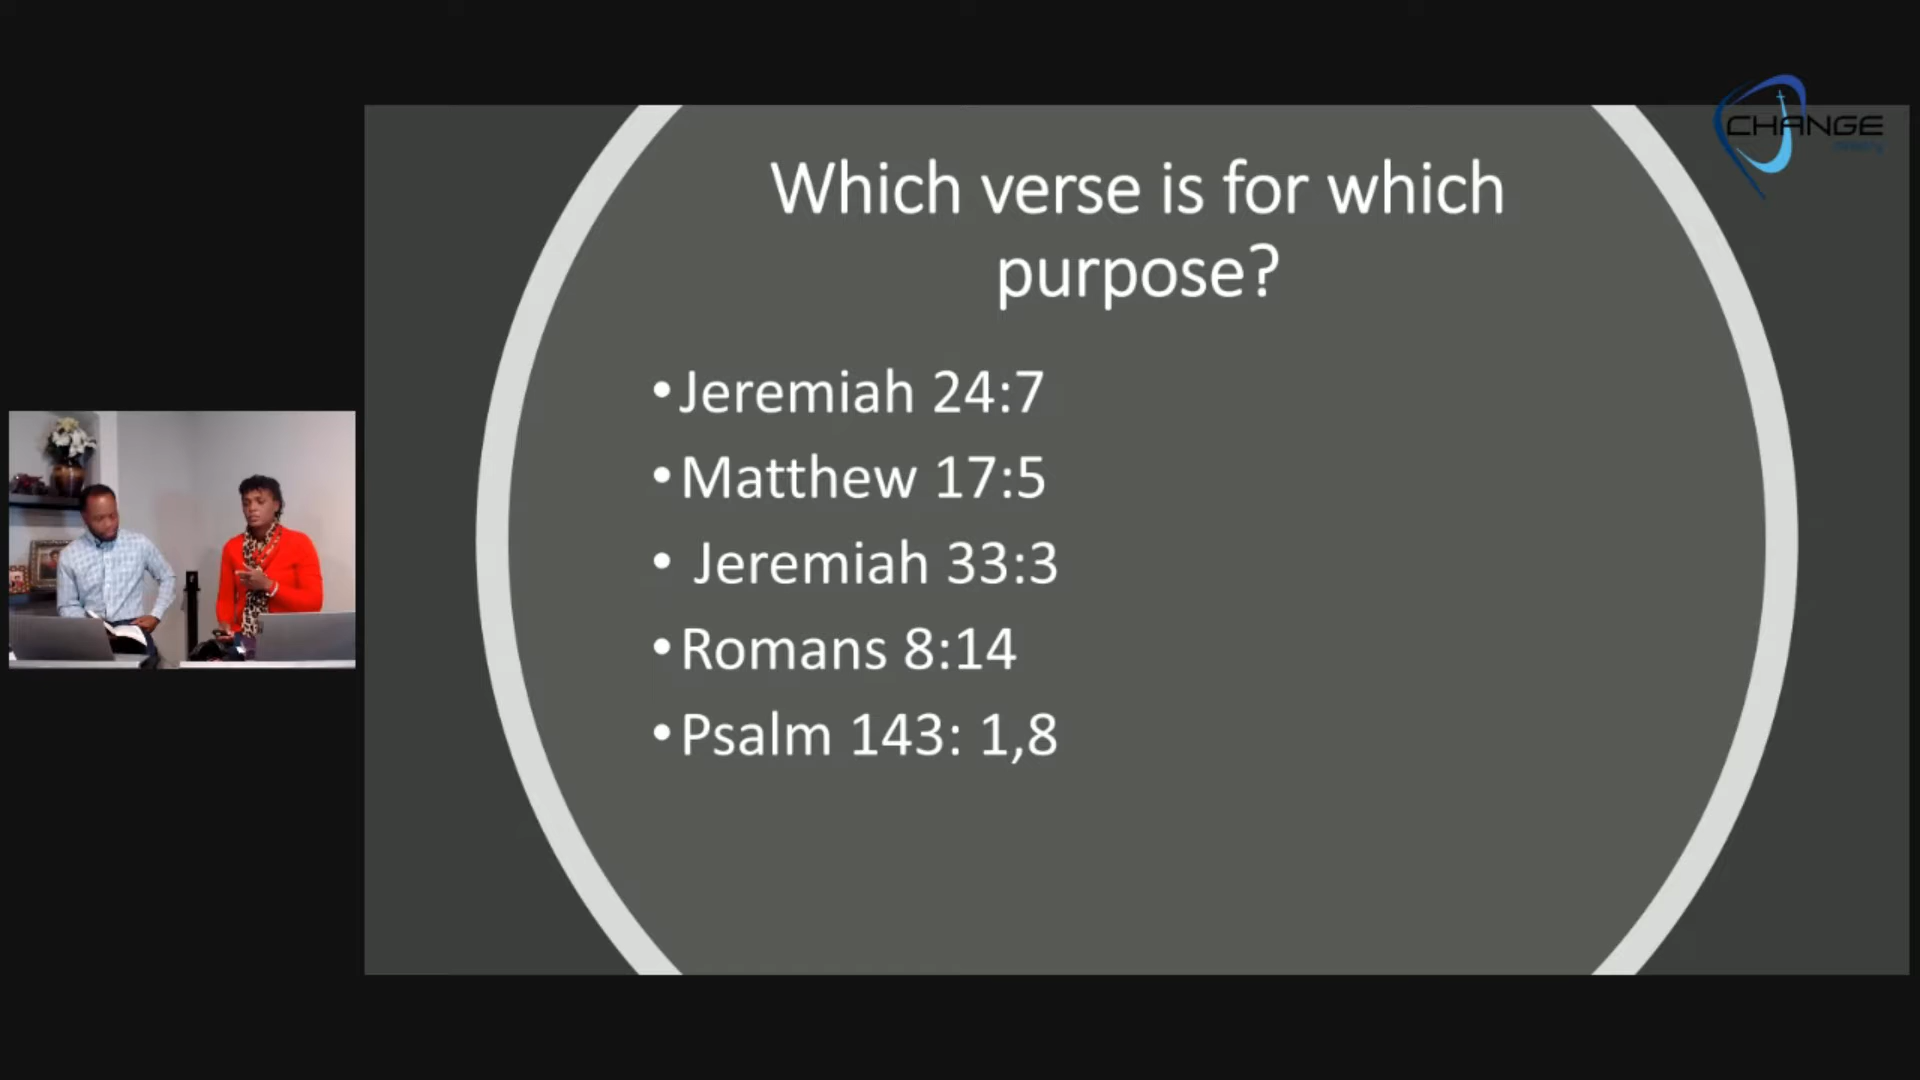 CHANGE
Which verse is for which
purpose?
•Jeremiah 24:7
•Matthew 17:5
• Jeremiah 33:3
•Romans 8:14
•Psalm 143: 1,8